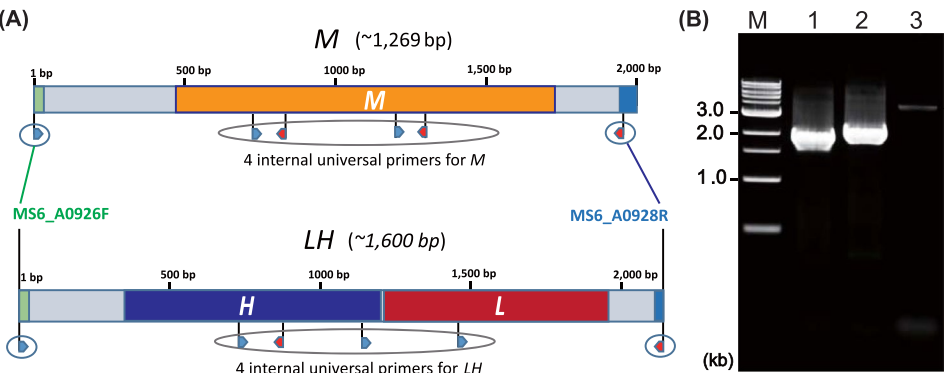 (A)
M (~1,269 bp)
1 bp 500 bp 1000 bp 1,500 bp 2,000 bp
M
4 internal universal primers for M
MS6_A0926F MS6_A0928R
LH (~1,600 bp)
1 bp 500 bp 1000 bp 1,500 bp 2,000 bp
H L
4 internal universal primers for LH
(B) M 1 2 3
3.0
2.0
1.0
(kb)